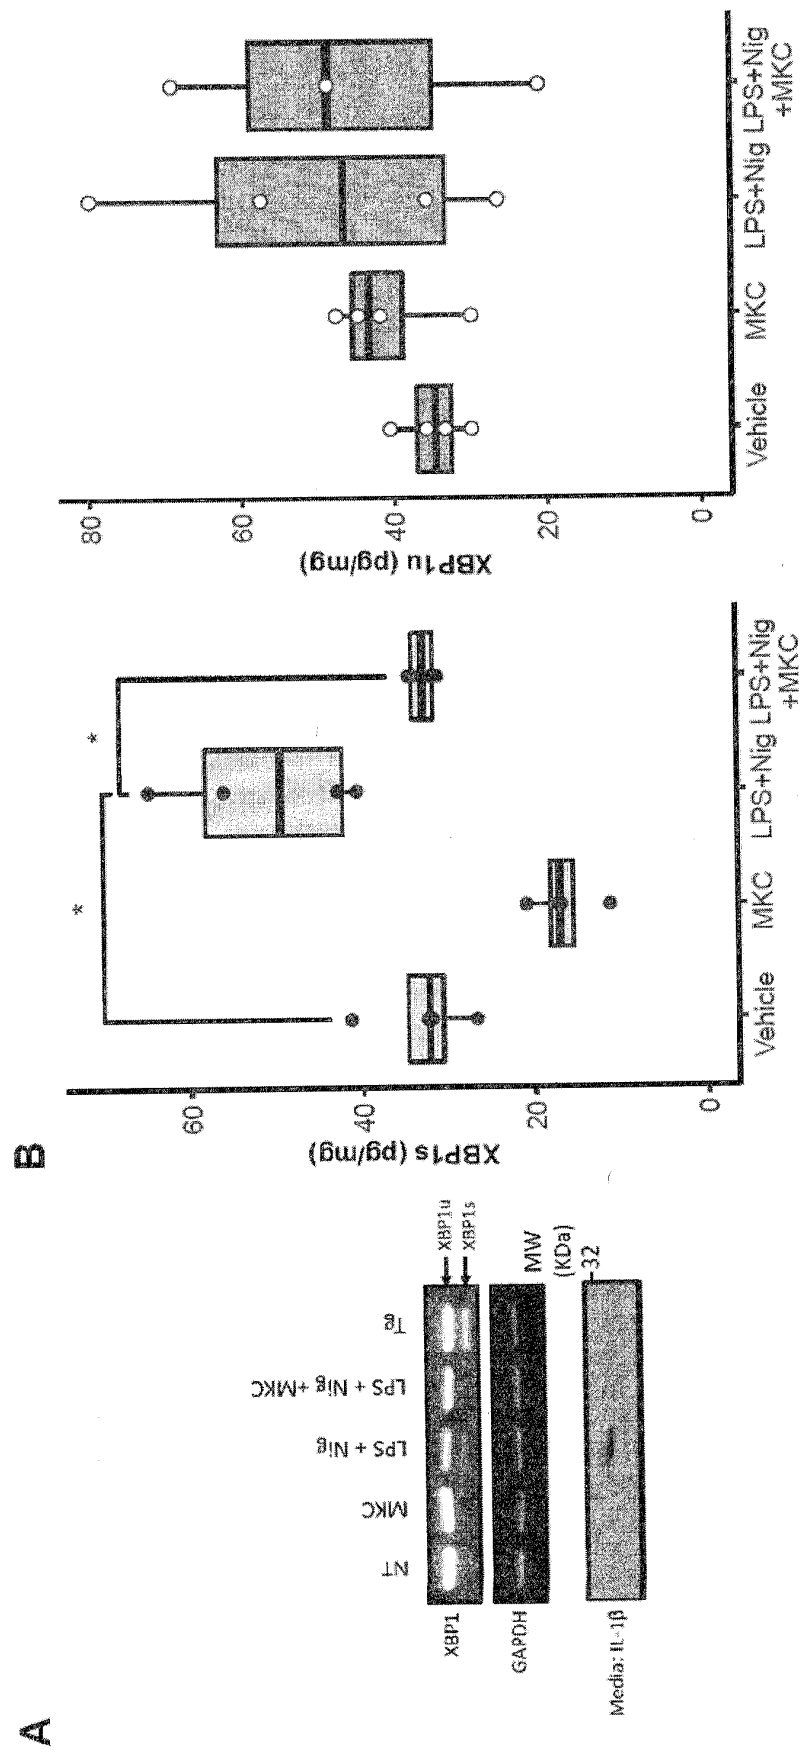 A
NT
MKC
LPS + Nig
LPS + Nig +MKC
Tg
XBP1
XBP1u
XBP1s
GAPDH
MW
(KDa)
32
Media: IL-1β
B
XBP1s (pg/mg)
60
40
20
0
*
*
Vehicle
MKC
LPS+Nig
LPS+Nig
+MKC
XBP1u (pg/mg)
80
60
40
20
0
Vehicle
MKC
LPS+Nig
LPS+Nig
+MKC